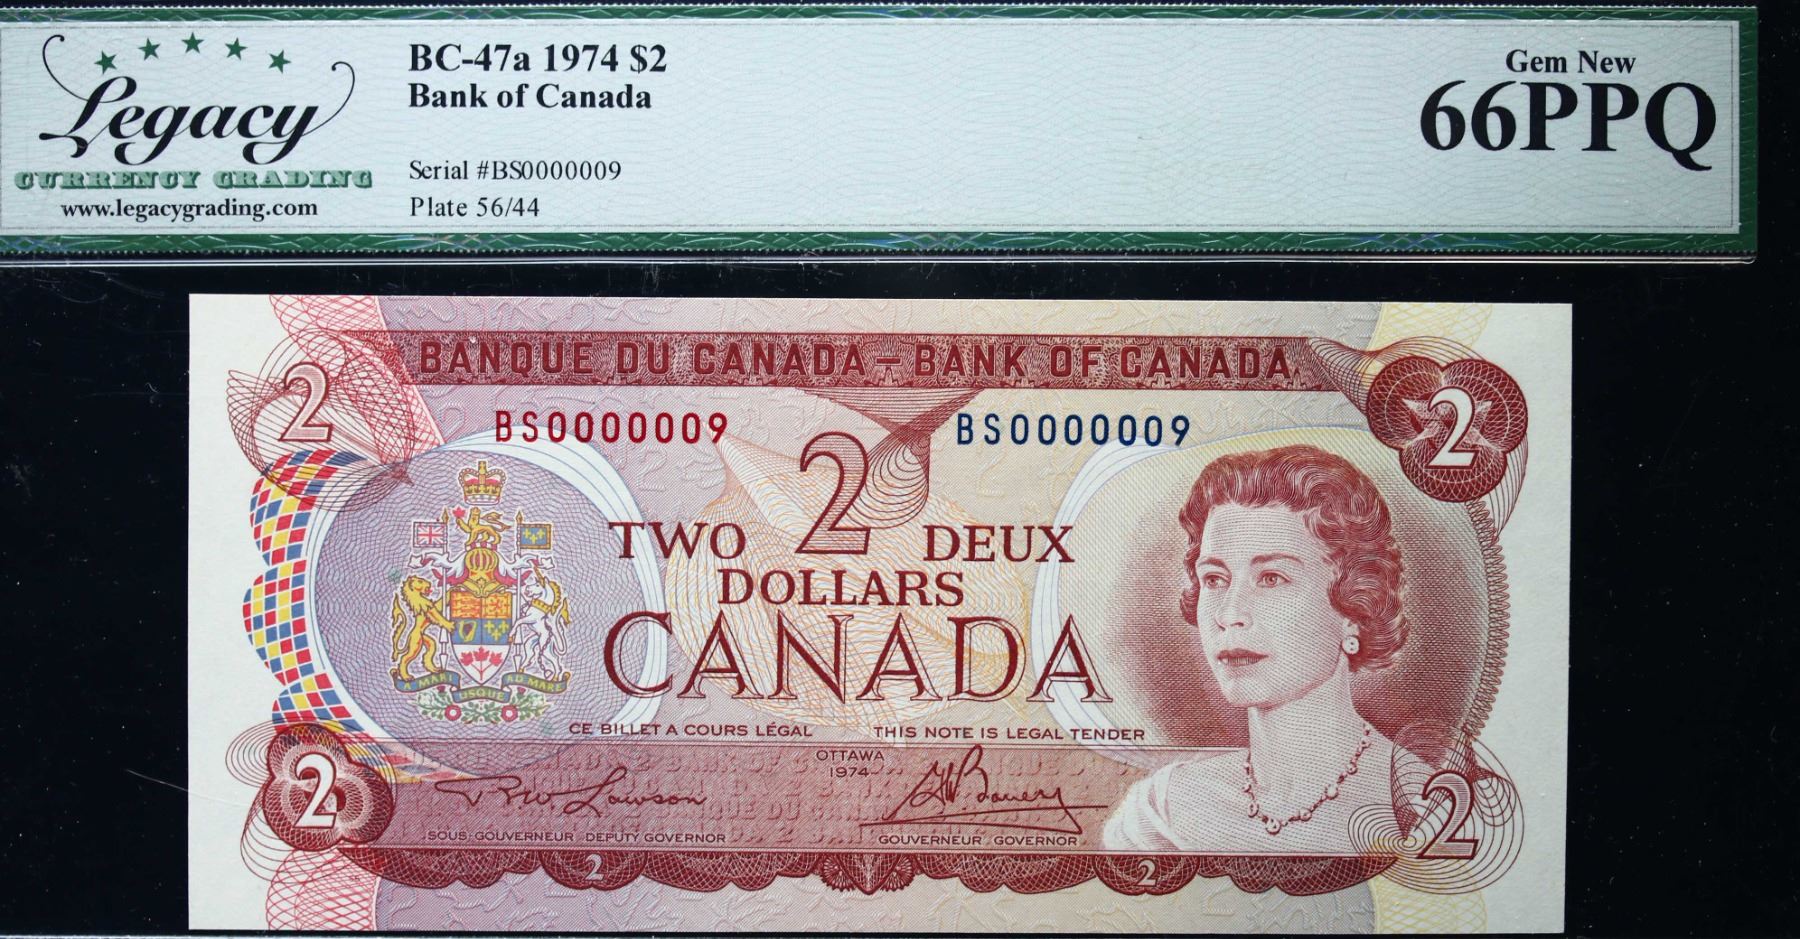 Legacy
CURRENCY GRADING
www.legacygrading.com
BC-47a 1974 $2
Bank of Canada
Serial #BS0000009
Plate 56/44
Gem New
66PPQ
BANQUE DU CANADA – BANK OF CANADA
2 2
BS0000009 BS0000009
2
TWO DEUX
DOLLARS
CANADA
A MARI USQUE AD MARE
CE BILLET A COURS LÉGAL THIS NOTE IS LEGAL TENDER
OTTAWA
1974
2 2
R W Lawson G K Bouey
SOUS-GOUVERNEUR DEPUTY GOVERNOR GOUVERNEUR GOVERNOR
2 2